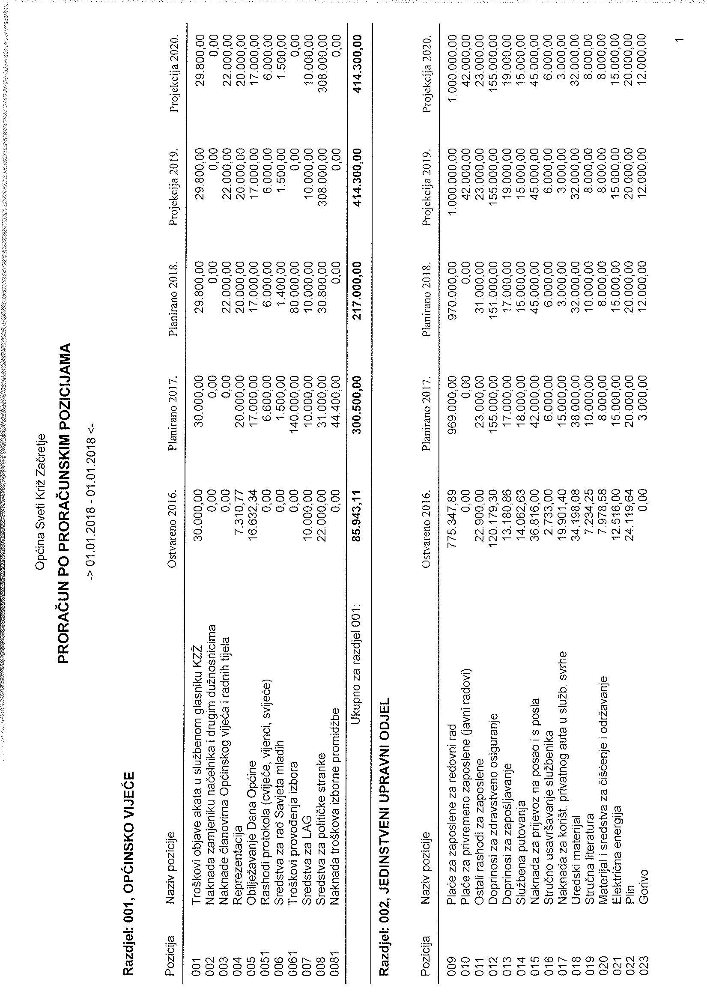 Općina Sveti Križ Začretje
PRORAČUN PO PRORAČUNSKIM POZICIJAMA
-> 01.01.2018 - 01.01.2018 <-
Razdjel: 001, OPĆINSKO VIJEĆE
Pozicija Naziv pozicije Ostvareno 2016. Planirano 2017. Planirano 2018. Projekcija 2019. Projekcija 2020.
001 Troškovi objave akata u službenom glasniku KZŽ 30.000,00 30.000,00 29.800,00 29.800,00 29.800,00
002 Naknada zamjeniku načelnika i drugim dužnosnicima 0,00 0,00 0,00 0,00 0,00
003 Naknade članovima Općinskog vijeća i radnih tijela 0,00 0,00 22.000,00 22.000,00 22.000,00
004 Reprezentacija 7.310,77 20.000,00 20.000,00 20.000,00 20.000,00
005 Obilježavanje Dana Općine 16.632,34 17.000,00 17.000,00 17.000,00 17.000,00
0051 Rashodi protokola (cvijeće, vijenci, svijeće) 0,00 6.600,00 6.000,00 6.000,00 6.000,00
006 Sredstva za rad Savjeta mladih 0,00 1.500,00 1.400,00 1.500,00 1.500,00
0061 Troškovi provođenja izbora 0,00 140.000,00 80.000,00 0,00 0,00
007 Sredstva za LAG 10.000,00 10.000,00 10.000,00 10.000,00 10.000,00
008 Sredstva za političke stranke 22.000,00 31.000,00 30.800,00 308.000,00 308.000,00
0081 Naknada troškova izborne promidžbe 0,00 44.400,00 0,00 0,00 0,00
Ukupno za razdjel 001: 85.943,11 300.500,00 217.000,00 414.300,00 414.300,00
Razdjel: 002, JEDINSTVENI UPRAVNI ODJEL
Pozicija Naziv pozicije Ostvareno 2016. Planirano 2017. Planirano 2018. Projekcija 2019. Projekcija 2020.
009 Plaće za zaposlene za redovni rad 775.347,89 969.000,00 970.000,00 1.000.000,00 1.000.000,00
010 Plaće za privremeno zaposlene (javni radovi) 0,00 0,00 0,00 42.000,00 42.000,00
011 Ostali rashodi za zaposlene 22.900,00 23.000,00 31.000,00 23.000,00 23.000,00
012 Doprinosi za zdravstveno osiguranje 120.179,30 155.000,00 151.000,00 155.000,00 155.000,00
013 Doprinosi za zapošljavanje 13.180,86 17.000,00 17.000,00 19.000,00 19.000,00
014 Službena putovanja 14.062,63 18.000,00 15.000,00 15.000,00 15.000,00
015 Naknada za prijevoz na posao i s posla 36.816,00 42.000,00 45.000,00 45.000,00 45.000,00
016 Stručno usavršavanje službenika 2.733,00 6.000,00 6.000,00 6.000,00 6.000,00
017 Naknada za korišt. privatnog auta u služb. svrhe 19.901,40 15.000,00 3.000,00 3.000,00 3.000,00
018 Uredski materijal 34.198,08 38.000,00 32.000,00 32.000,00 32.000,00
019 Stručna literatura 7.234,25 10.000,00 10.000,00 8.000,00 8.000,00
020 Materijal i sredstva za čišćenje i održavanje 7.978,58 8.000,00 8.000,00 8.000,00 8.000,00
021 Električna energija 12.516,00 15.000,00 15.000,00 15.000,00 15.000,00
022 Plin 24.119,64 20.000,00 20.000,00 20.000,00 20.000,00
023 Gorivo 0,00 3.000,00 12.000,00 12.000,00 12.000,00
1